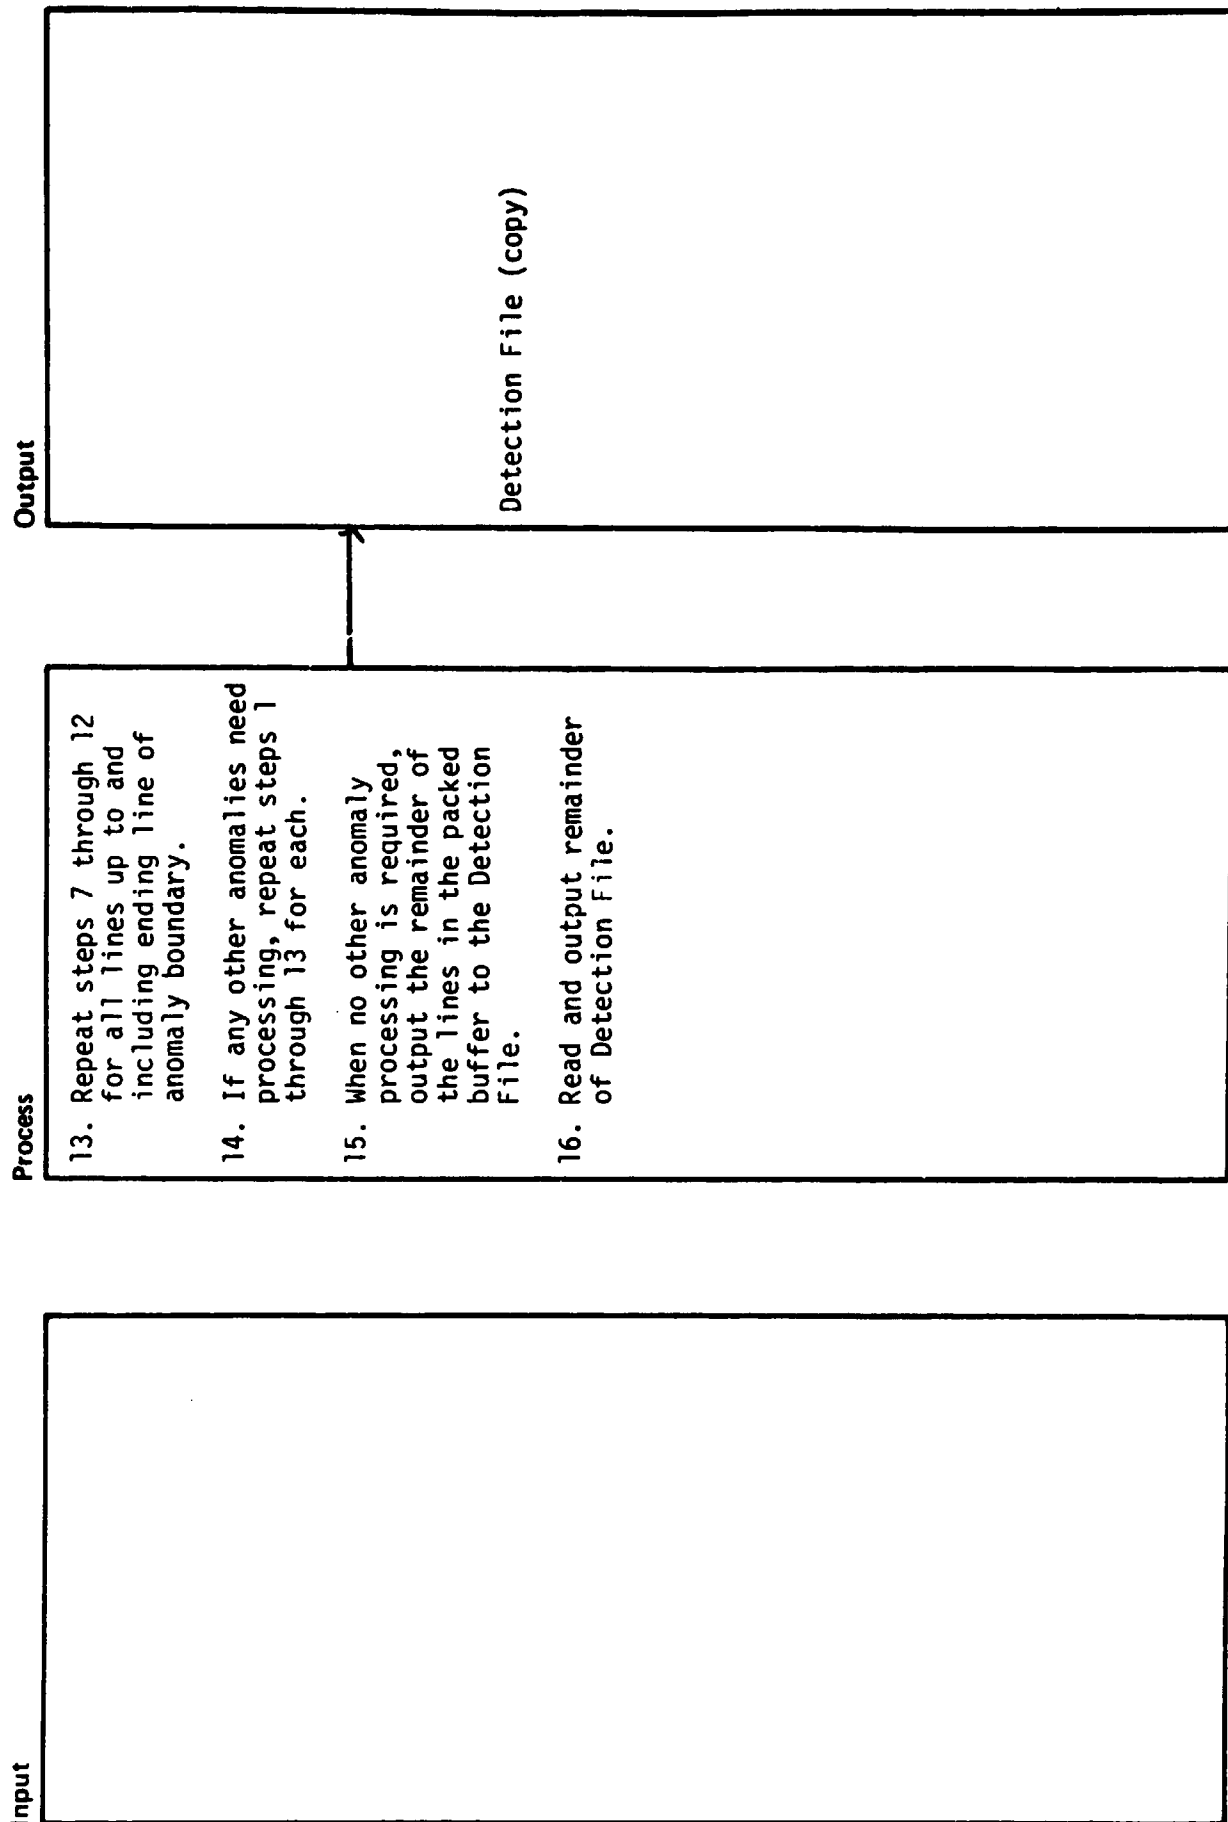 Input
Process
13. Repeat steps 7 through 12
for all lines up to and
including ending line of
anomaly boundary.
14. If any other anomalies need
processing, repeat steps 1
through 13 for each.
15. When no other anomaly
processing is required,
output the remainder of
the lines in the packed
buffer to the Detection
File.
16. Read and output remainder
of Detection File.
Output
Detection File (copy)